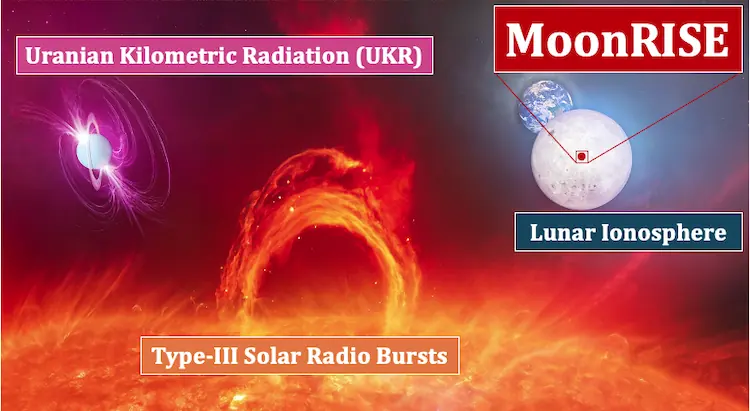 MoonRISE
Uranian Kilometric Radiation (UKR)
Lunar Ionosphere
Type-III Solar Radio Bursts